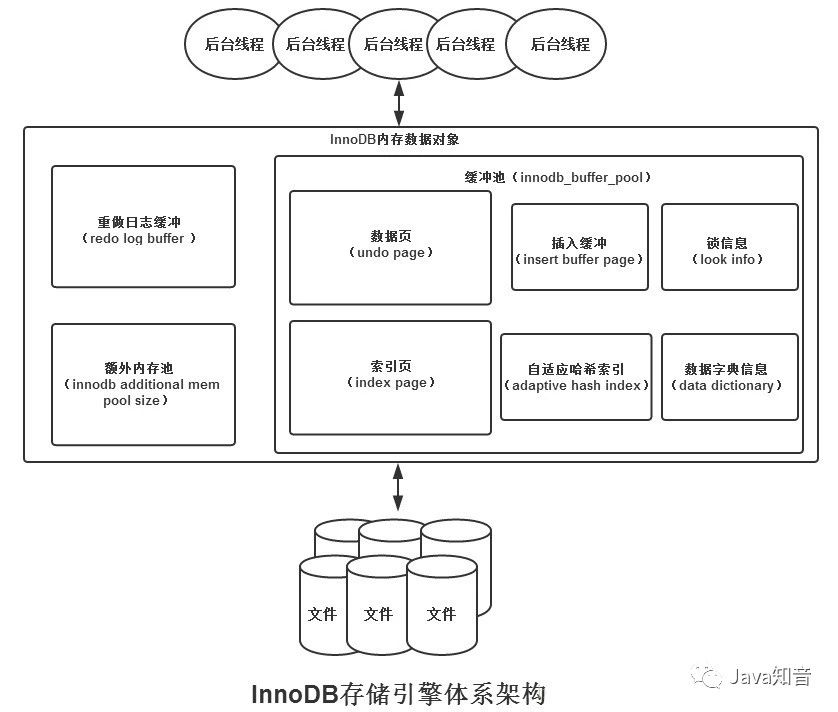 后台线程 后台线程 后台线程 后台线程 后台线程
InnoDB内存数据对象
重做日志缓冲
（redo log buffer ）
额外内存池
（innodb additional mem
pool size）
缓冲池（innodb_buffer_pool）
数据页
（undo page）
插入缓冲
（insert buffer page）
锁信息
（look info）
索引页
（index page）
自适应哈希索引
（adaptive hash index）
数据字典信息
（data dictionary）
文件 文件 文件
InnoDB存储引擎体系架构
Java知音